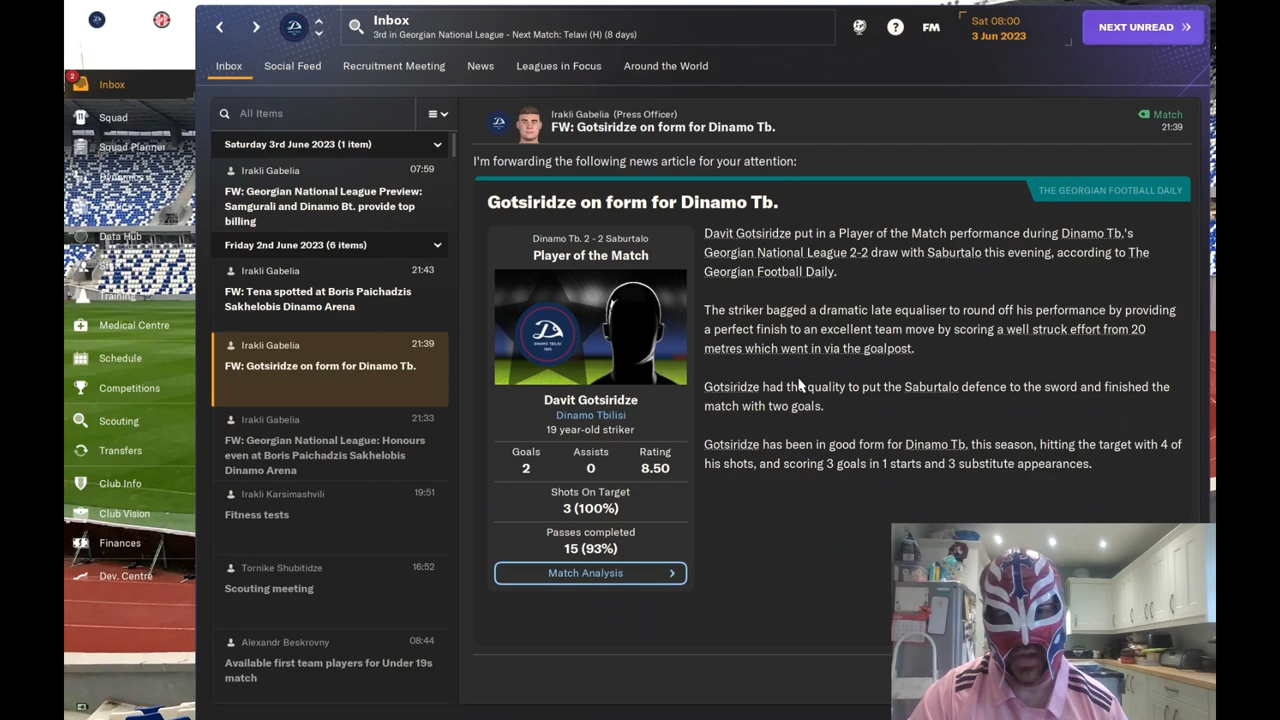 Inbox
3rd in Georgian National League - Next Match: Telavi (H) (8 days)
Sat 08:00
3 Jun 2023
FM
NEXT UNREAD
Inbox
Social Feed
Recruitment Meeting
News
Leagues in Focus
Around the World
2
Inbox
Squad
Squad Planner
Dynamics
Data Hub
Training
Medical Centre
Schedule
Competitions
Scouting
Transfers
Club Info
Club Vision
Finances
Dev. Centre
All Items
Saturday 3rd June 2023 (1 item)
Irakli Gabelia
07:59
FW: Georgian National League Preview:
Samgurali and Dinamo Bt. provide top
billing
Friday 2nd June 2023 (6 items)
Irakli Gabelia
21:43
FW: Tena spotted at Boris Paichadzis
Sakhelobis Dinamo Arena
Irakli Gabelia
21:39
FW: Gotsiridze on form for Dinamo Tb.
Irakli Gabelia
21:33
FW: Georgian National League: Honours
even at Boris Paichadzis Sakhelobis
Dinamo Arena
Irakli Karsimashvili
19:51
Fitness tests
Tornike Shubitidze
16:52
Scouting meeting
Alexandr Beskrovny
08:44
Available first team players for Under 19s
match
Irakli Gabelia (Press Officer)
FW: Gotsiridze on form for Dinamo Tb.
Match
21:39
I'm forwarding the following news article for your attention:
THE GEORGIAN FOOTBALL DAILY
Gotsiridze on form for Dinamo Tb.
Dinamo Tb. 2 - 2 Saburtalo
Player of the Match
DINAMO TBILISI
Davit Gotsiridze
Dinamo Tbilisi
19 year-old striker
Goals
Assists
Rating
2
0
8.50
Shots On Target
3 (100%)
Passes completed
15 (93%)
Match Analysis
Davit Gotsiridze put in a Player of the Match performance during Dinamo Tb.'s
Georgian National League 2-2 draw with Saburtalo this evening, according to The
Georgian Football Daily.
The striker bagged a dramatic late equaliser to round off his performance by providing
a perfect finish to an excellent team move by scoring a well struck effort from 20
metres which went in via the goalpost.
Gotsiridze had the quality to put the Saburtalo defence to the sword and finished the
match with two goals.
Gotsiridze has been in good form for Dinamo Tb. this season, hitting the target with 4 of
his shots, and scoring 3 goals in 1 starts and 3 substitute appearances.